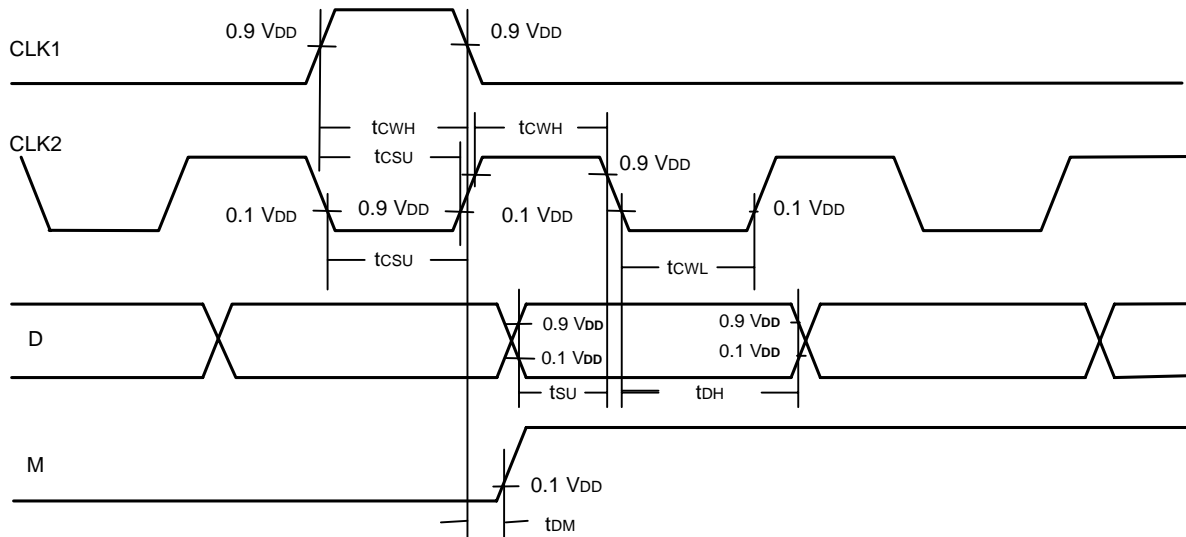 0.9 VDD
0.9 VDD
CLK1
tCWH
tCWH
CLK2
tCSU
0.9 VDD
0.1 VDD
0.9 VDD
0.1 VDD
0.1 VDD
tCSU
tCWL
D
0.9 VDD
0.9 VDD
0.1 VDD
0.1 VDD
tSU
tDH
M
0.1 VDD
tDM